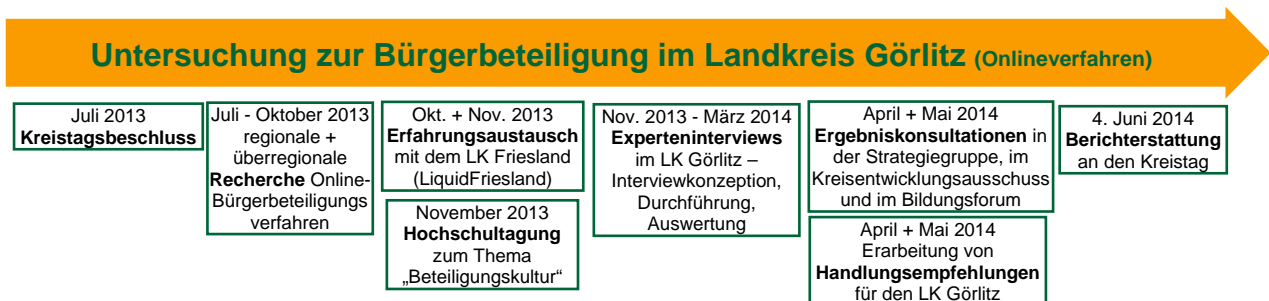 Untersuchung zur Bürgerbeteiligung im Landkreis Görlitz (Onlineverfahren)
Juli 2013
Kreistagsbeschluss
Juli - Oktober 2013
regionale +
überregionale
Recherche Online-
Bürgerbeteiligungs
verfahren
Okt. + Nov. 2013
Erfahrungsaustausch
mit dem LK Friesland
(LiquidFriesland)
November 2013
Hochschultagung
zum Thema
„Beteiligungskultur“
Nov. 2013 - März 2014
Experteninterviews
im LK Görlitz –
Interviewkonzeption,
Durchführung,
Auswertung
April + Mai 2014
Ergebniskonsultationen in
der Strategiegruppe, im
Kreisentwicklungsausschuss
und im Bildungsforum
April + Mai 2014
Erarbeitung von
Handlungsempfehlungen
für den LK Görlitz
4. Juni 2014
Berichterstattung
an den Kreistag